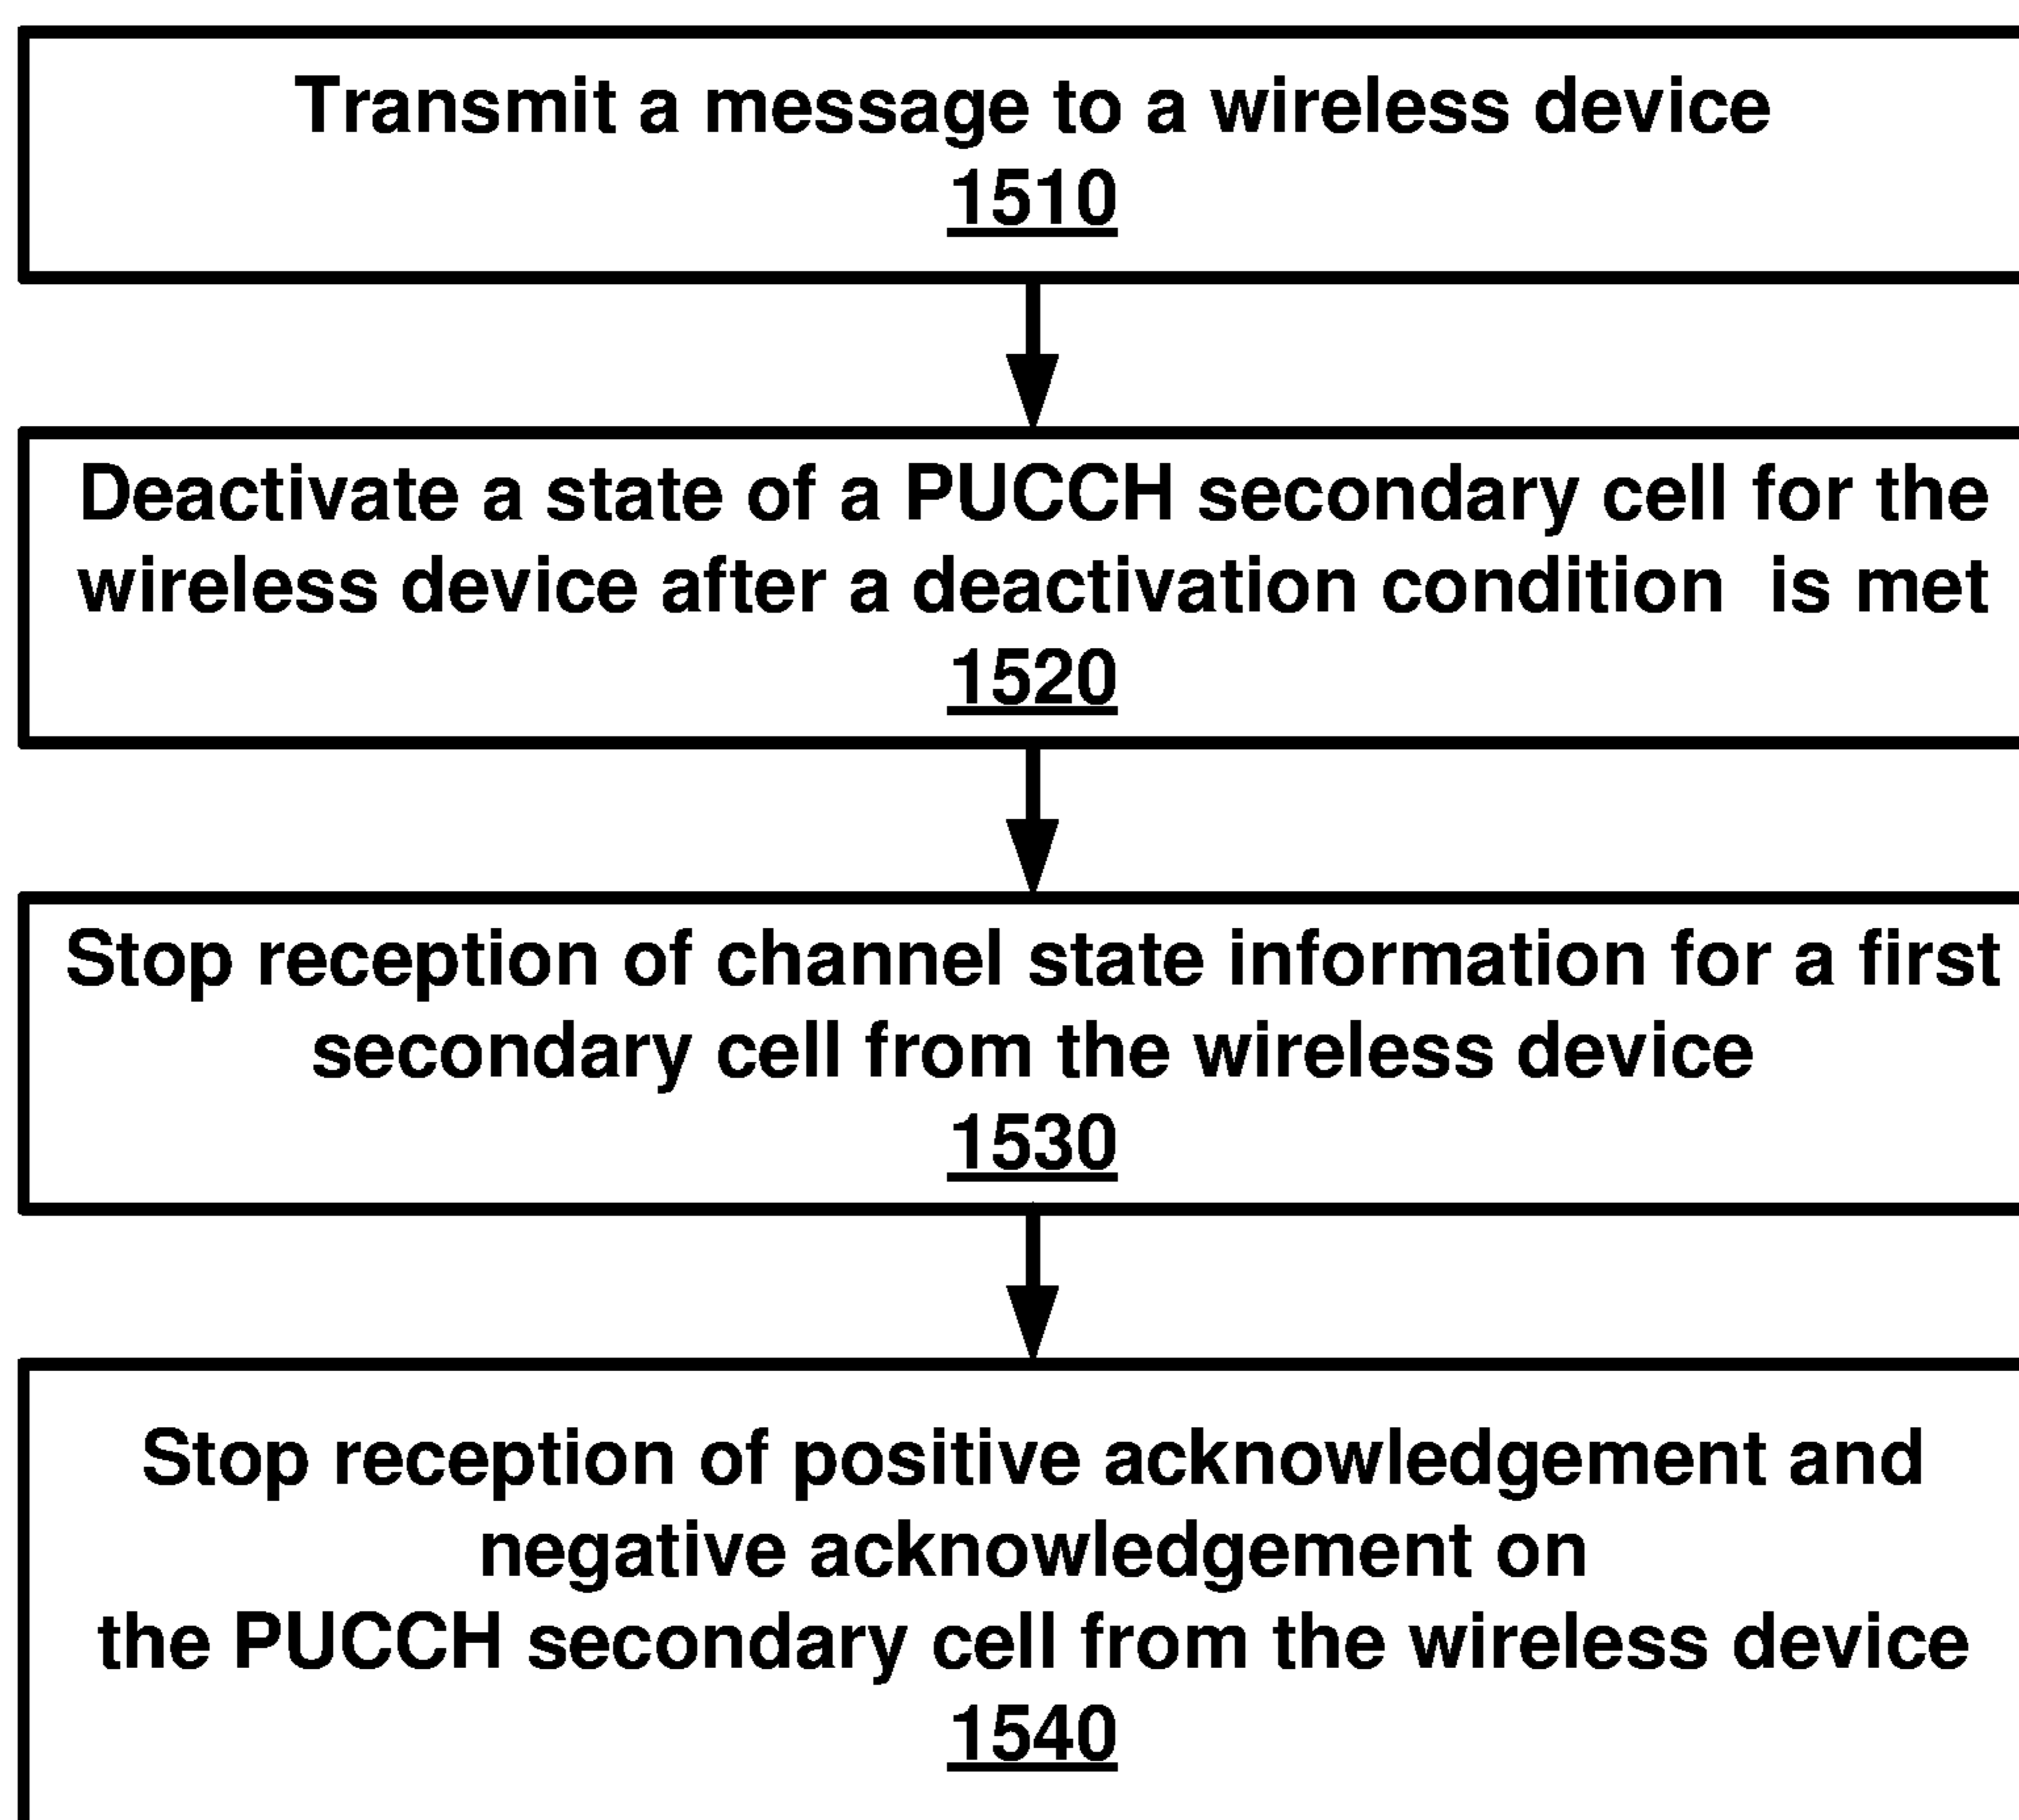 Transmit a message to a wireless device
1510
Deactivate a state of a PUCCH secondary cell for the
wireless device after a deactivation condition  is met
1520
Stop reception of channel state information for a first
secondary cell from the wireless device
1530
Stop reception of positive acknowledgement and
negative acknowledgement on
the PUCCH secondary cell from the wireless device
1540